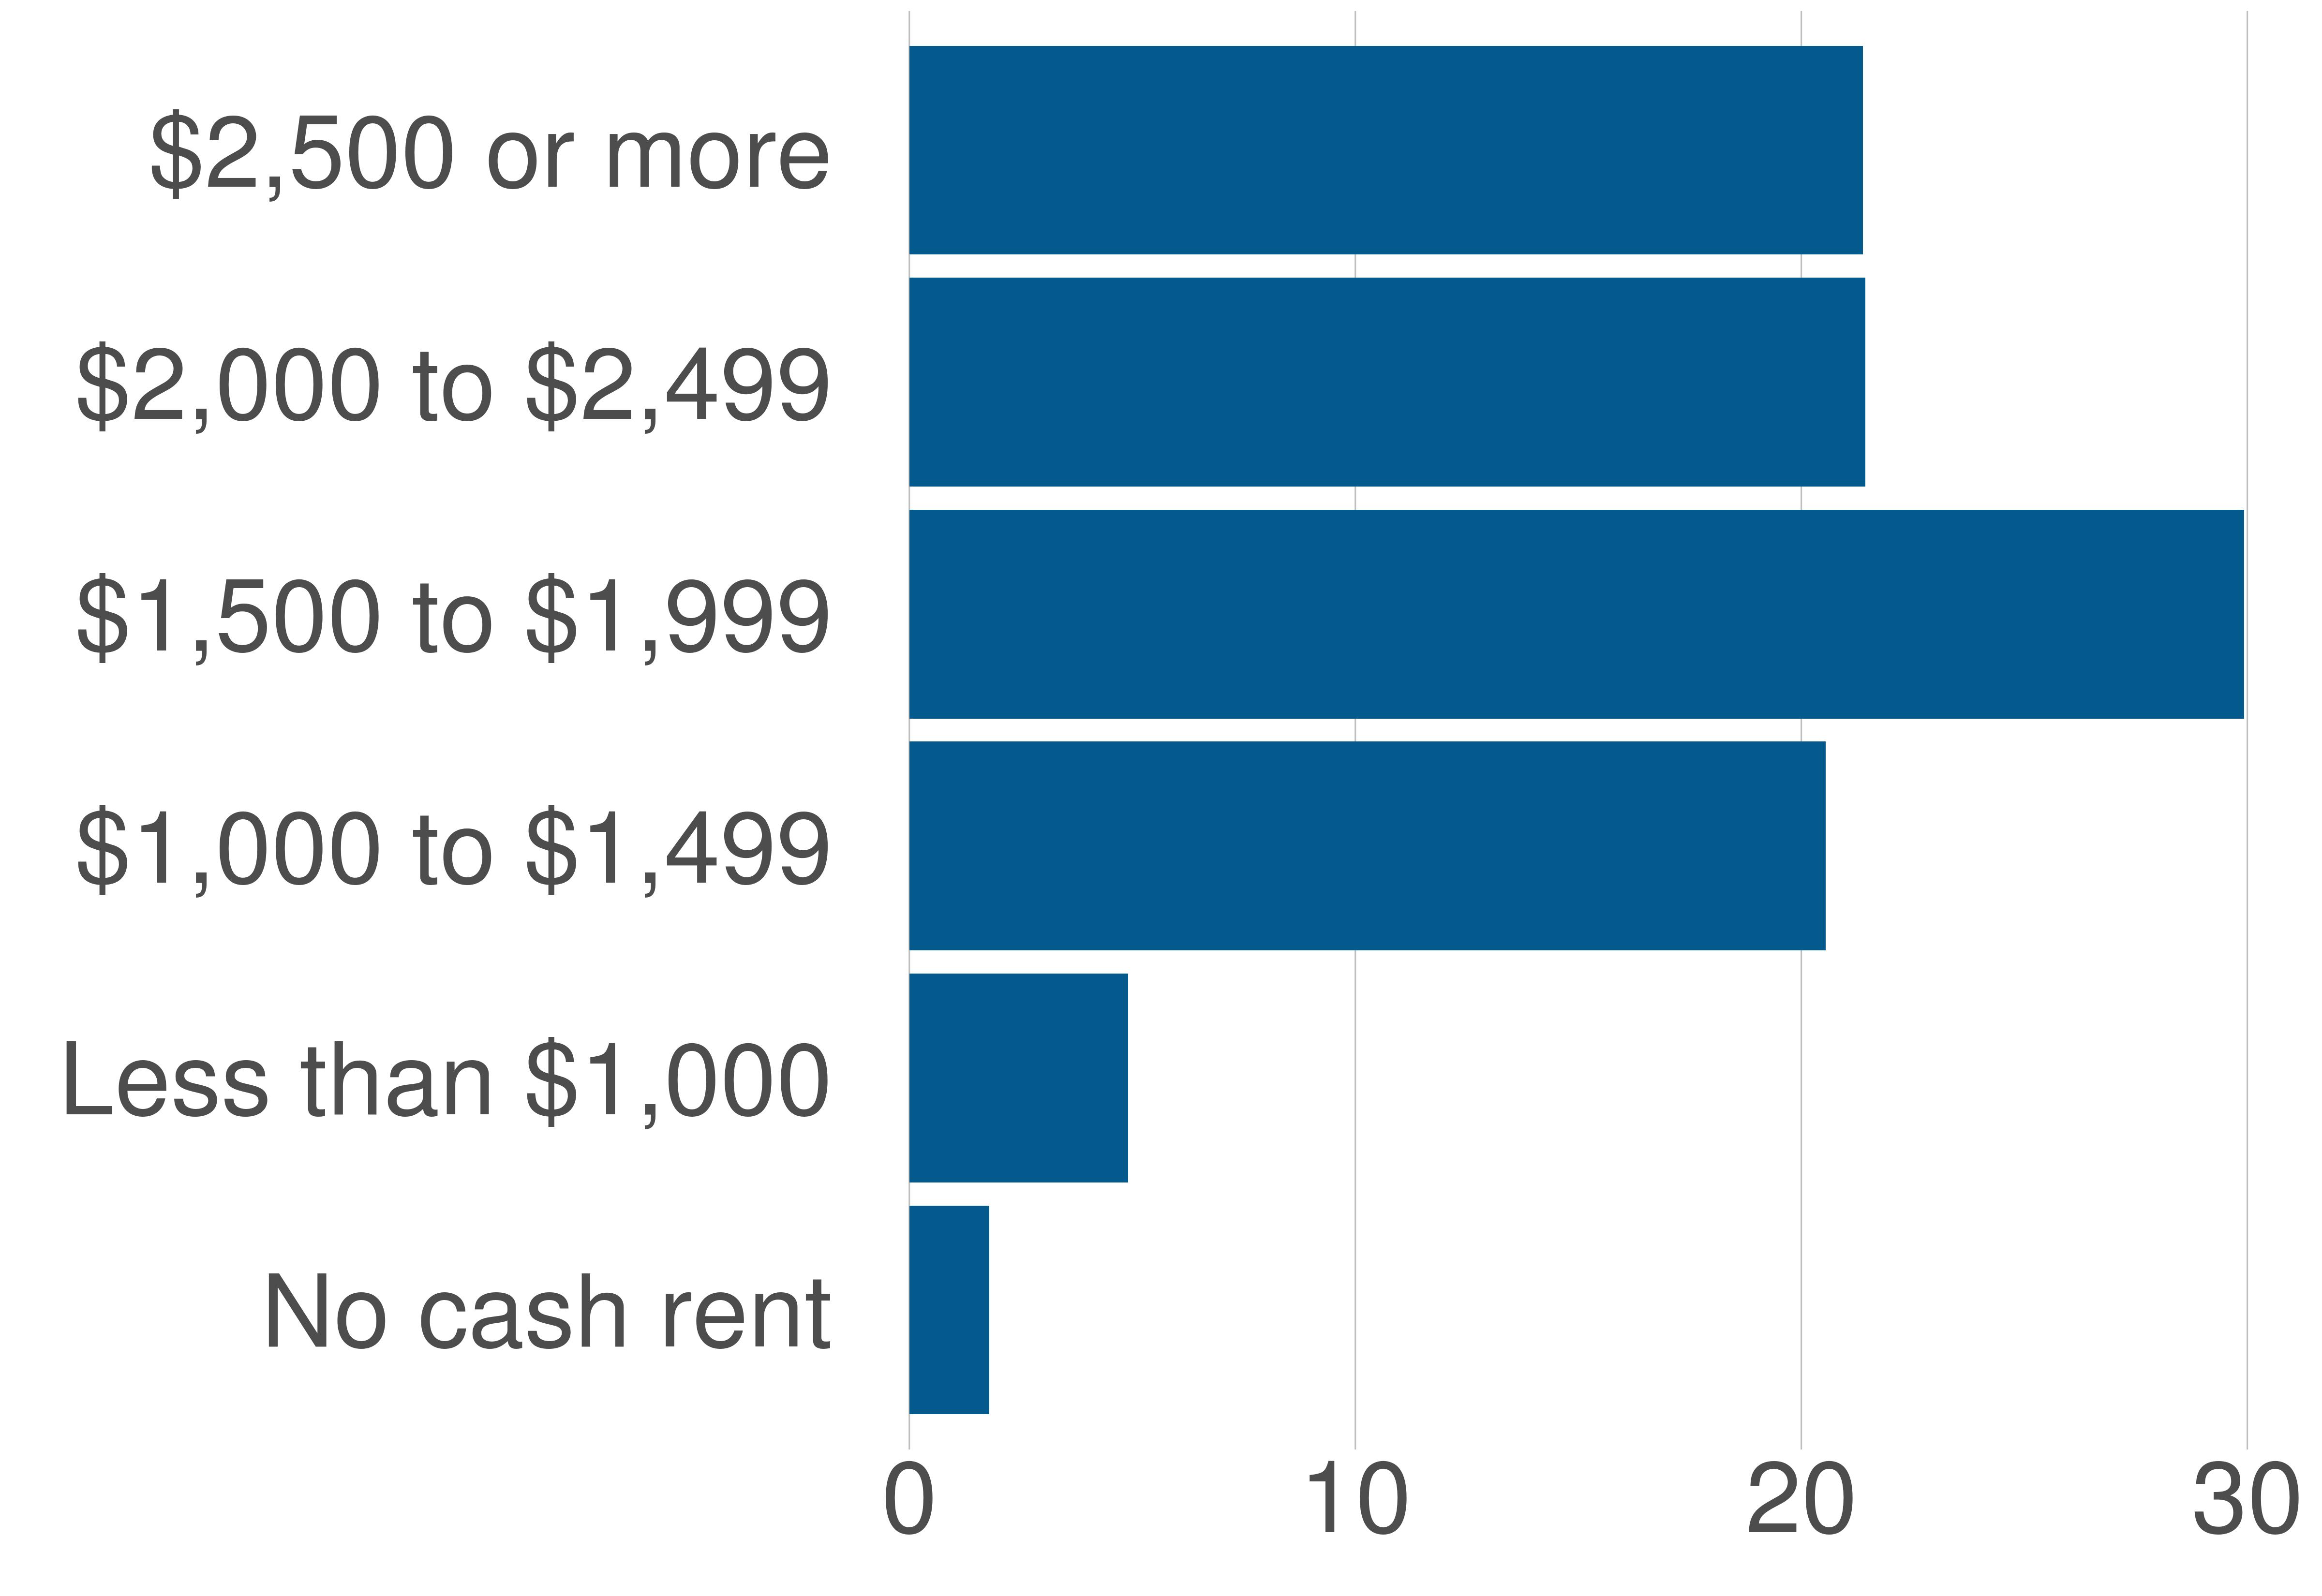 $2,500 or more
$2,000 to $2,499
$1,500 to $1,999
$1,000 to $1,499
Less than $1,000
No cash rent
0 10 20 30